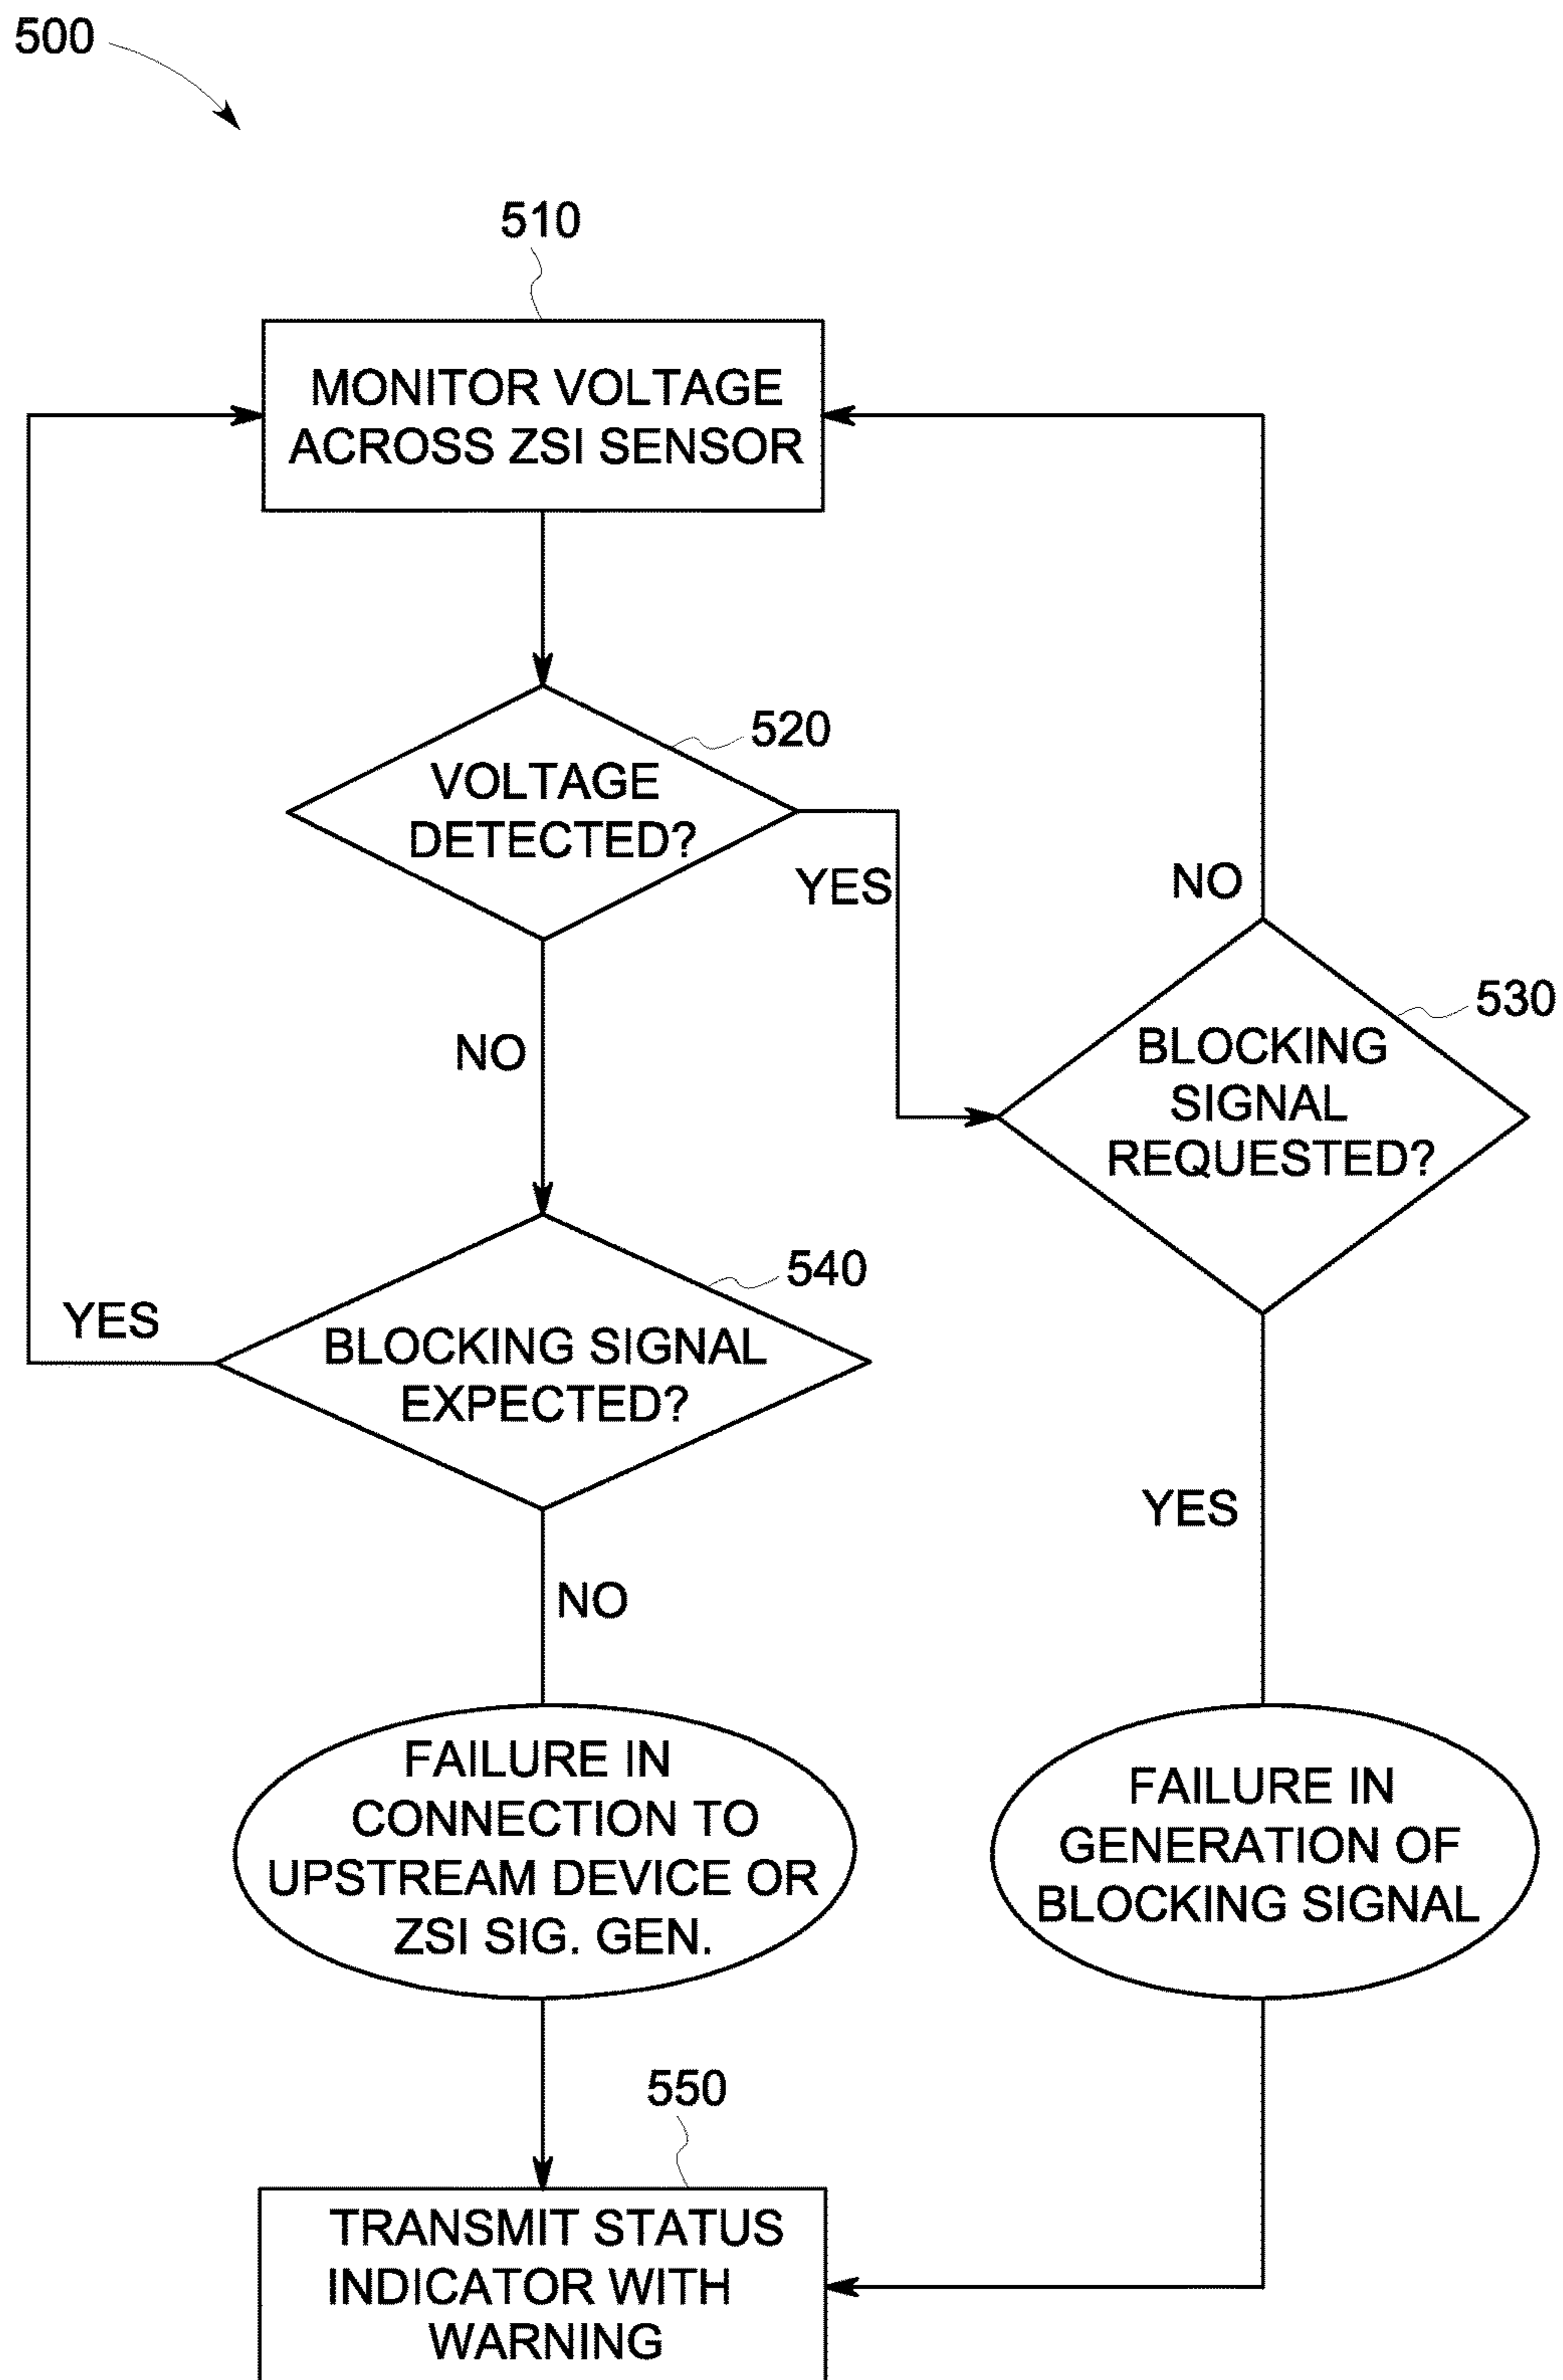 500
510
MONITOR VOLTAGE
ACROSS ZSI SENSOR
520
VOLTAGE
DETECTED?
YES
NO
530
BLOCKING
SIGNAL
REQUESTED?
NO
540
YES
BLOCKING SIGNAL
EXPECTED?
YES
NO
FAILURE IN
CONNECTION TO
UPSTREAM DEVICE OR
ZSI SIG. GEN.
FAILURE IN
GENERATION OF
BLOCKING SIGNAL
550
TRANSMIT STATUS
INDICATOR WITH
WARNING